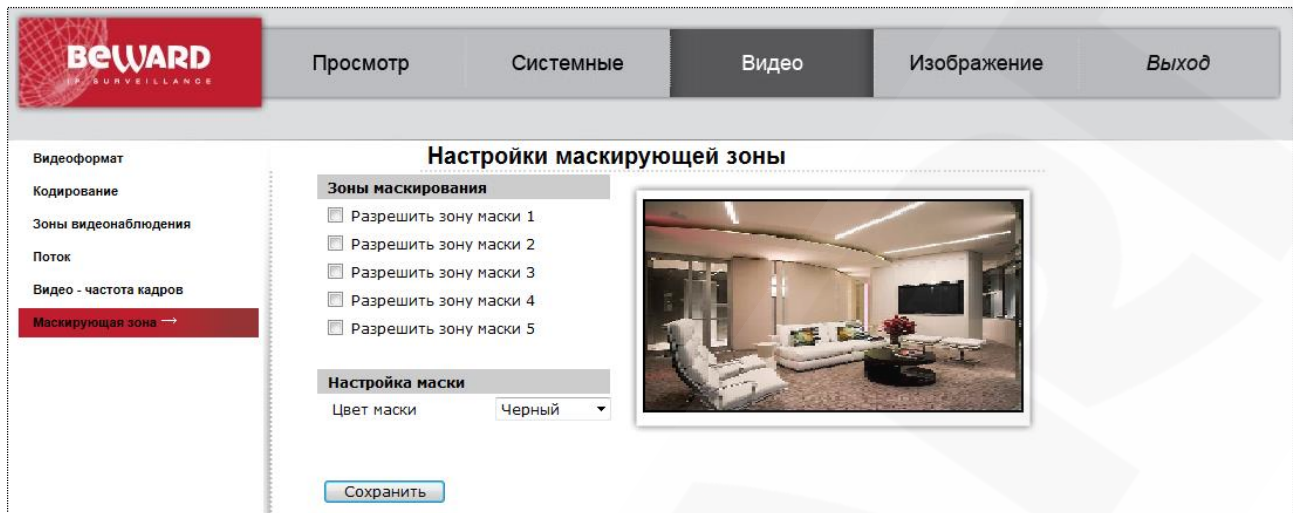 BEWARD
IP SURVEILLANCE
Просмотр
Системные
Видео
Изображение
Выход
Видеоформат
Кодирование
Зоны видеонаблюдения
Поток
Видео - частота кадров
Маскирующая зона →
Настройки маскирующей зоны
Зоны маскирования
Разрешить зону маски 1
Разрешить зону маски 2
Разрешить зону маски 3
Разрешить зону маски 4
Разрешить зону маски 5
Настройка маски
Цвет маски Черный
Сохранить